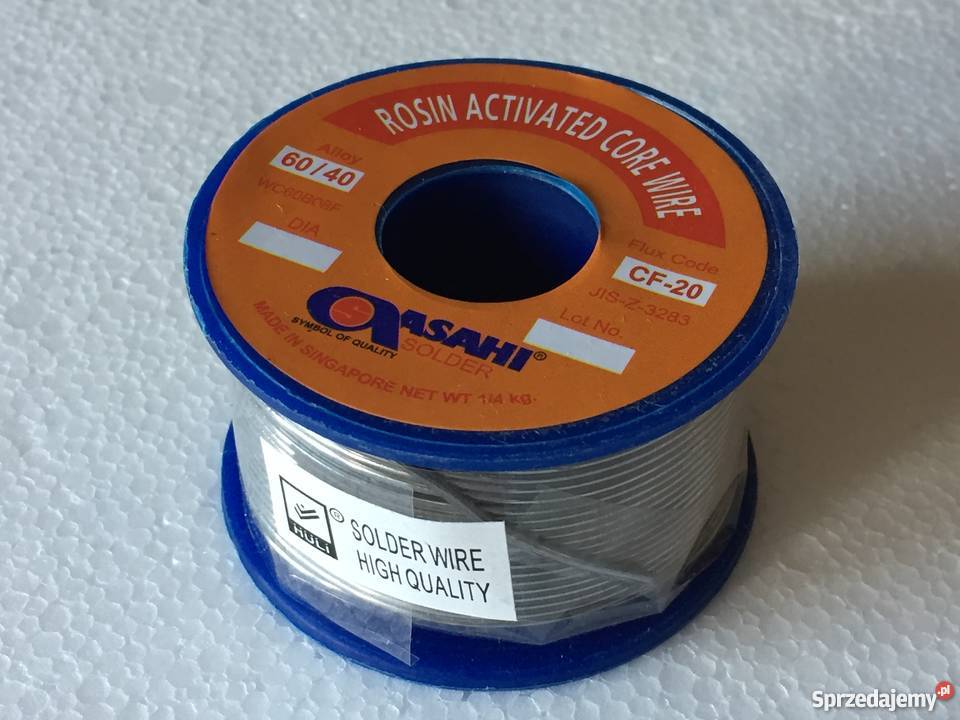 ROSIN ACTIVATED CORE WIRE
Alloy
60/40
WC60B08F
DIA
Flux Code
CF-20
JIS-Z-3283
Lot No.
ASAHI®
SOLDER
SYMBOL OF QUALITY
MADE IN SINGAPORE NET WT 1/4 KG.
HULi ®
SOLDER WIRE
HIGH QUALITY
Sprzedajemy.pl